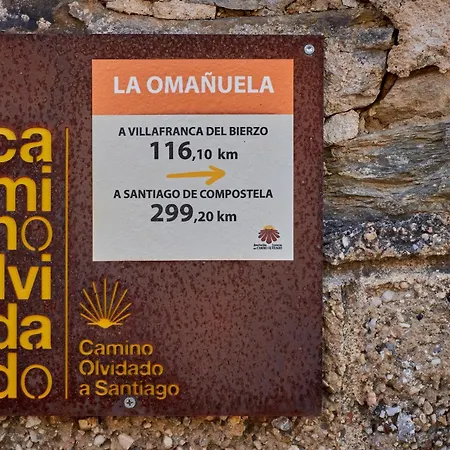 ca
mi
no
lvi
da
do
LA OMAÑUELA
A VILLAFRANCA DEL BIERZO
116,10 km
A SANTIAGO DE COMPOSTELA
299,20 km
Camino
Olvidado
a Santiago